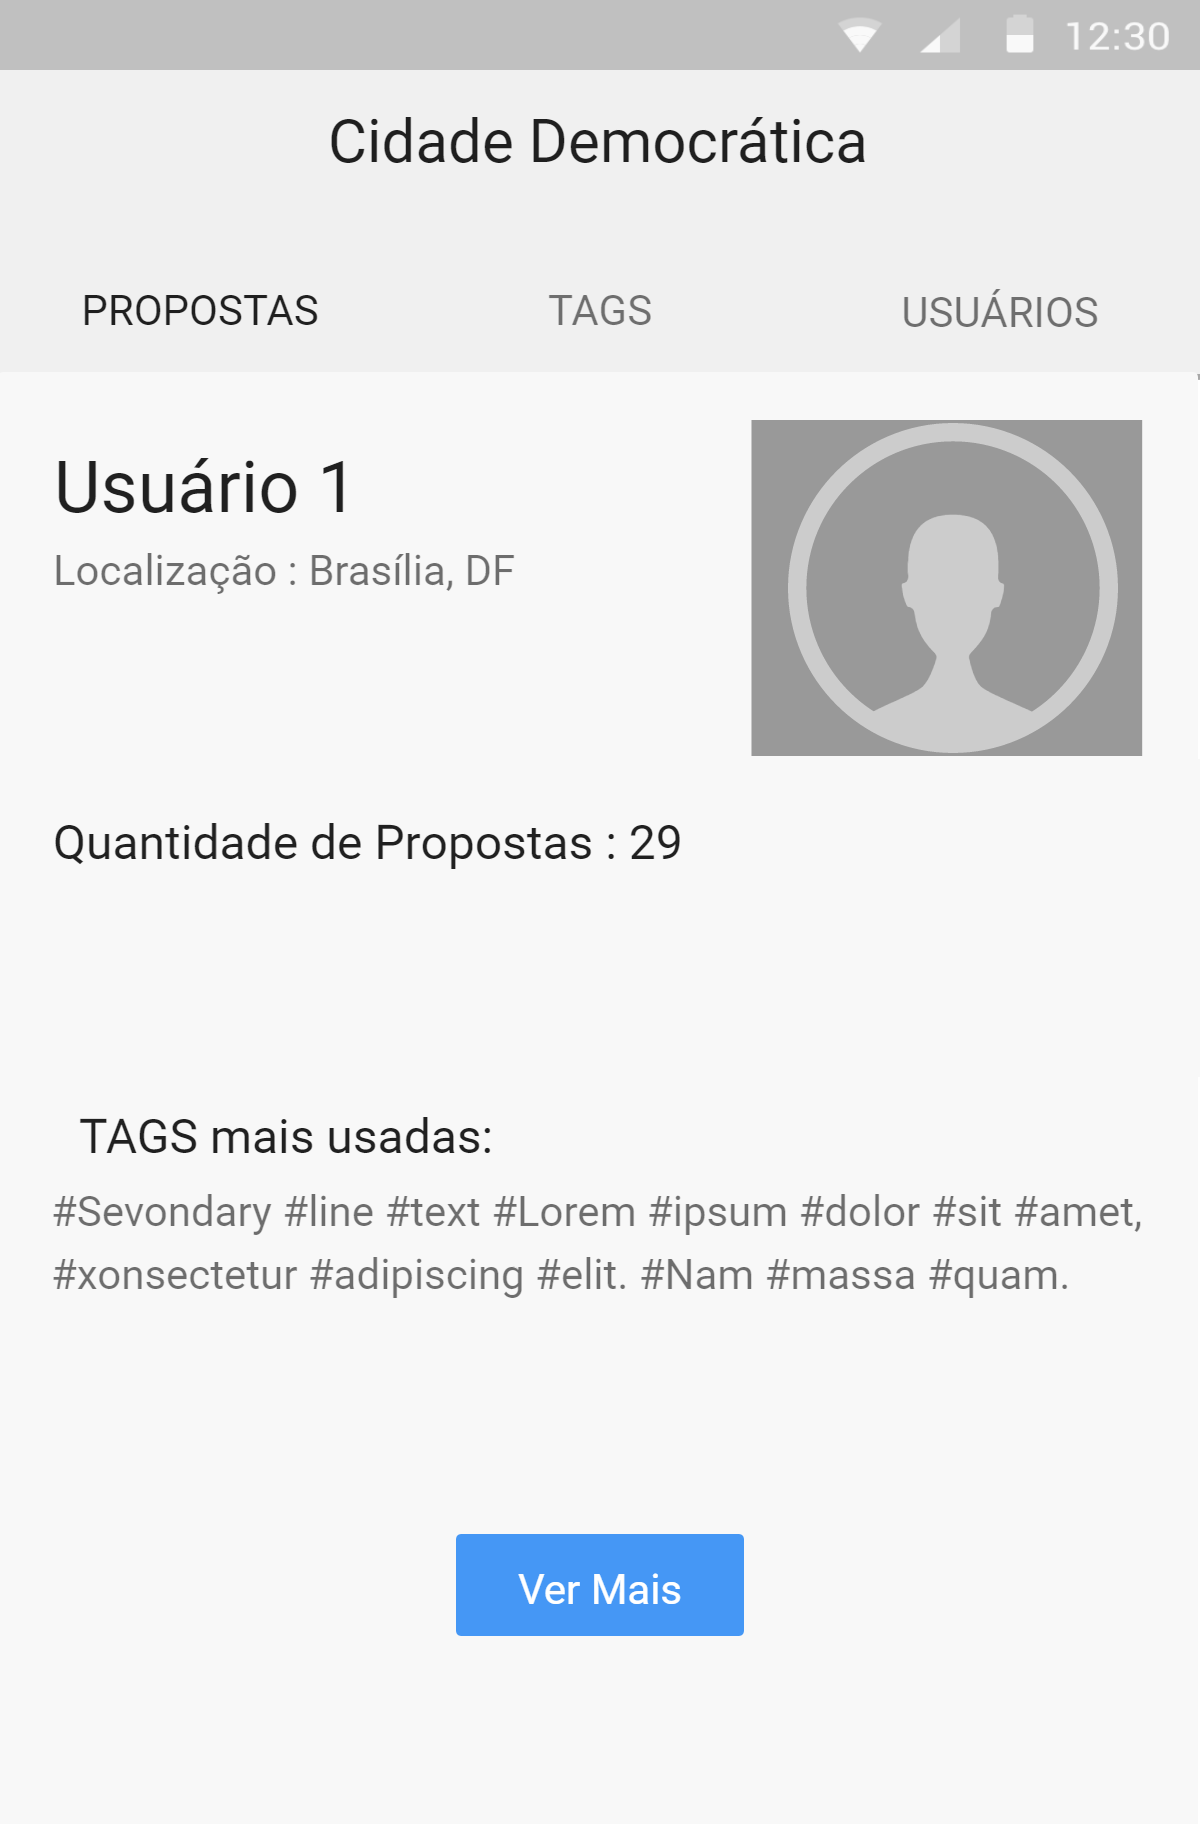 12:30
Cidade Democrática
PROPOSTAS TAGS USUÁRIOS
Usuário 1
Localização : Brasília, DF
Quantidade de Propostas : 29
TAGS mais usadas:
#Sevondary #line #text #Lorem #ipsum #dolor #sit #amet,
#xonsectetur #adipiscing #elit. #Nam #massa #quam.
Ver Mais